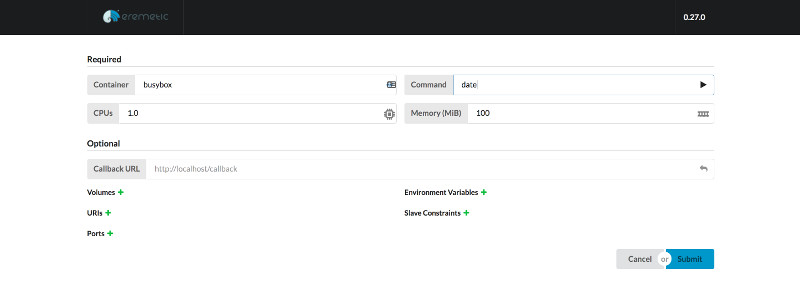 eremetic 0.27.0
Required
Container busybox Command date
CPUs 1.0 Memory (MiB) 100
Optional
Callback URL http://localhost/callback
Volumes + Environment Variables +
URIs + Slave Constraints +
Ports +
Cancel or Submit